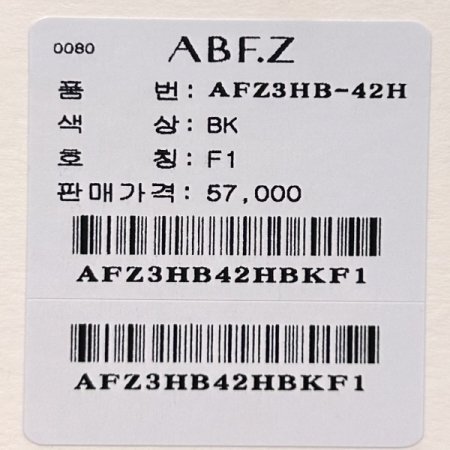 0080 ABF.Z
품 번: AFZ3HB-42H
색 상: BK
호 칭: F1
판매가격: 57,000
AFZ3HB42HBKF1
AFZ3HB42HBKF1